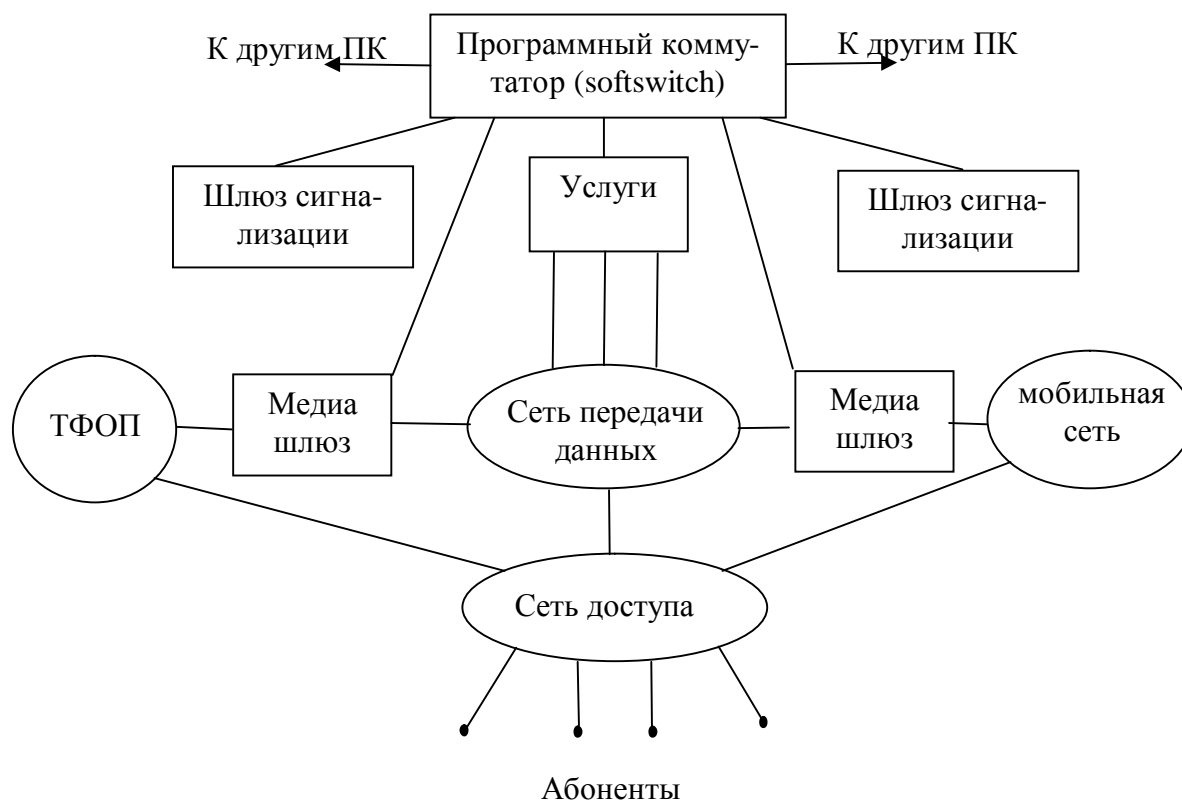 К другим ПК
Программный комму-
татор (softswitch)
К другим ПК
Шлюз сигна-
лизации
Услуги
Шлюз сигна-
лизации
ТФОП
Медиа
шлюз
Сеть передачи
данных
Медиа
шлюз
мобильная
сеть
Сеть доступа
Абоненты